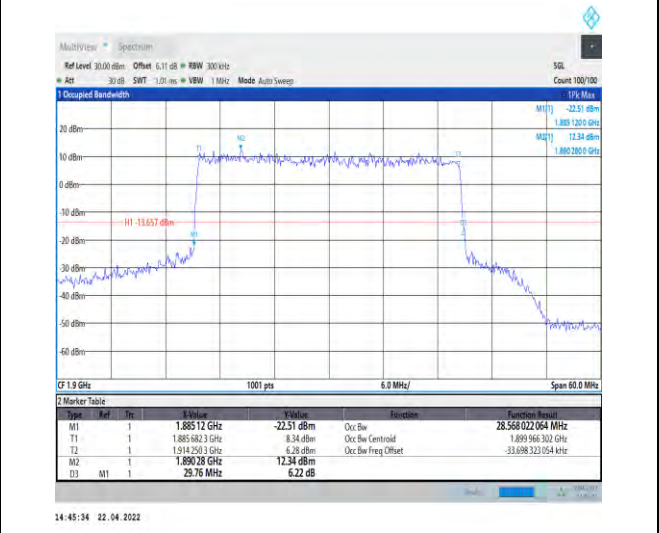 MultiView Spectrum
Ref Level 30.00 dBm Offset 6.11 dB RBW 300 kHz SGL
Att 30 dB SWT 1.01 ms VBW 1 MHz Mode Auto Sweep Count 100/100
1 Occupied Bandwidth 1Pk Max
M1[1] -22.51 dBm
1.885 120 0 GHz
M2[1] 12.34 dBm
1.890 280 0 GHz
20 dBm
M2
T1
10 dBm
0 dBm
-10 dBm
H1 -13.657 dBm
M1
-20 dBm
-30 dBm
-40 dBm
-50 dBm
-60 dBm
CF 1.9 GHz 1001 pts 6.0 MHz/ Span 60.0 MHz
2 Marker Table
Type Ref Trc X-Value Y-Value Function Function Result
M1 1 1.885 12 GHz -22.51 dBm Occ Bw 28.568 022 064 MHz
T1 1 1.885 682 3 GHz 8.34 dBm Occ Bw Centroid 1.899 966 302 GHz
T2 1 1.914 250 3 GHz 6.28 dBm Occ Bw Freq Offset -33.698 323 054 kHz
M2 1 1.890 28 GHz 12.34 dBm
D3 M1 1 29.76 MHz 6.22 dB
14:45:34 22.04.2022